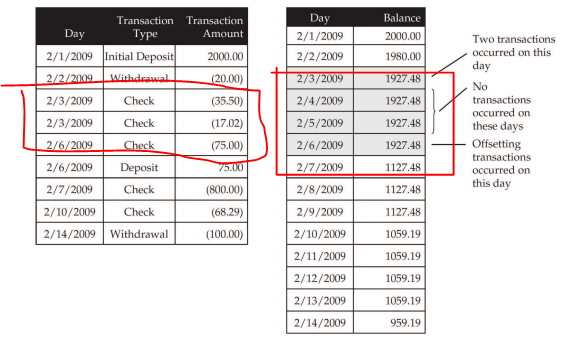 Day Transaction Type Transaction Amount
2/1/2009 Initial Deposit 2000.00
2/2/2009 Withdrawal (20.00)
2/3/2009 Check (35.50)
2/3/2009 Check (17.02)
2/6/2009 Check (75.00)
2/6/2009 Deposit 75.00
2/7/2009 Check (800.00)
2/10/2009 Check (68.29)
2/14/2009 Withdrawal (100.00)
Day Balance
2/1/2009 2000.00
2/2/2009 1980.00
2/3/2009 1927.48
2/4/2009 1927.48
2/5/2009 1927.48
2/6/2009 1927.48
2/7/2009 1127.48
2/8/2009 1127.48
2/9/2009 1127.48
2/10/2009 1059.19
2/11/2009 1059.19
2/12/2009 1059.19
2/13/2009 1059.19
2/14/2009 959.19
Two transactions
occurred on this
day
No
transactions
occurred on
these days
Offsetting
transactions
occurred on
this day